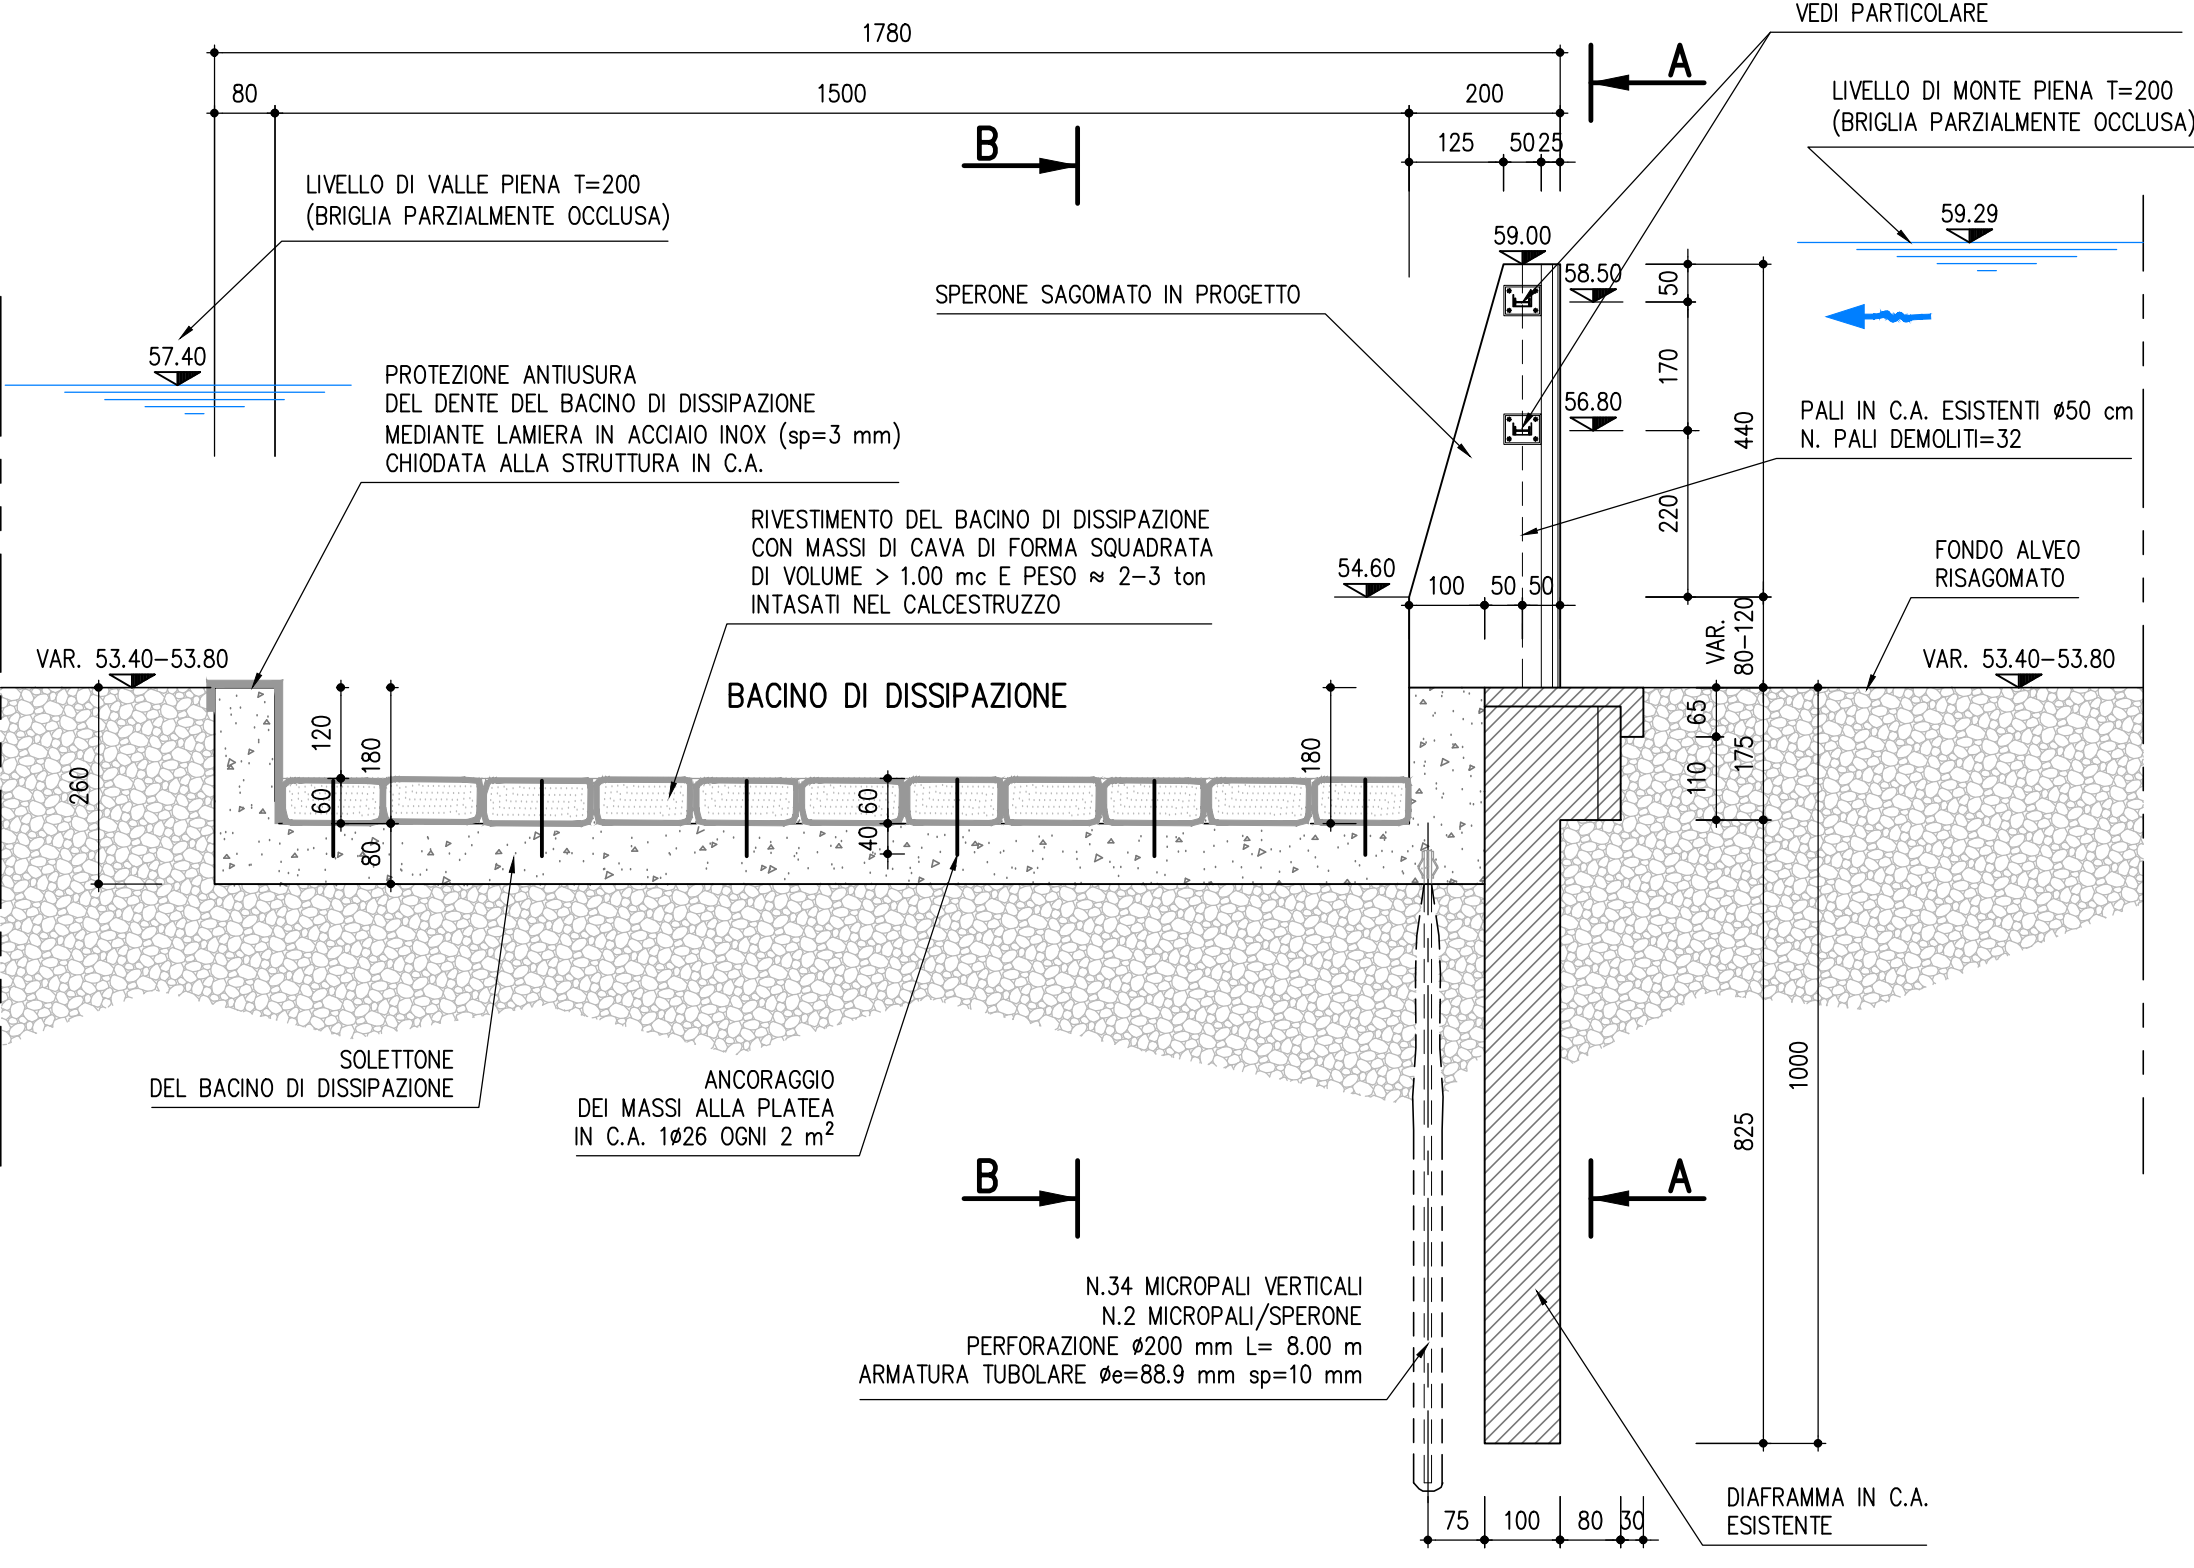 VEDI PARTICOLARE
1780
A
80
1500
200
LIVELLO DI MONTE PIENA T=200
(BRIGLIA PARZIALMENTE OCCLUSA)
B
125
50
25
LIVELLO DI VALLE PIENA T=200
(BRIGLIA PARZIALMENTE OCCLUSA)
59.29
59.00
58.50
50
SPERONE SAGOMATO IN PROGETTO
57.40
170
PROTEZIONE ANTIUSURA
DEL DENTE DEL BACINO DI DISSIPAZIONE
MEDIANTE LAMIERA IN ACCIAIO INOX (sp=3 mm)
CHIODATA ALLA STRUTTURA IN C.A.
56.80
440
PALI IN C.A. ESISTENTI ø50 cm
N. PALI DEMOLITI=32
220
RIVESTIMENTO DEL BACINO DI DISSIPAZIONE
CON MASSI DI CAVA DI FORMA SQUADRATA
DI VOLUME > 1.00 mc E PESO ≈ 2-3 ton
INTASATI NEL CALCESTRUZZO
FONDO ALVEO
RISAGOMATO
54.60
100
50
50
VAR.
80-120
VAR. 53.40-53.80
VAR. 53.40-53.80
BACINO DI DISSIPAZIONE
120
180
260
60
80
60
40
180
65
110
175
SOLETTONE
DEL BACINO DI DISSIPAZIONE
ANCORAGGIO
DEI MASSI ALLA PLATEA
IN C.A. 1ø26 OGNI 2 m²
1000
825
B
A
N.34 MICROPALI VERTICALI
N.2 MICROPALI/SPERONE
PERFORAZIONE ø200 mm L= 8.00 m
ARMATURA TUBOLARE øe=88.9 mm sp=10 mm
DIAFRAMMA IN C.A.
ESISTENTE
75
100
80
30